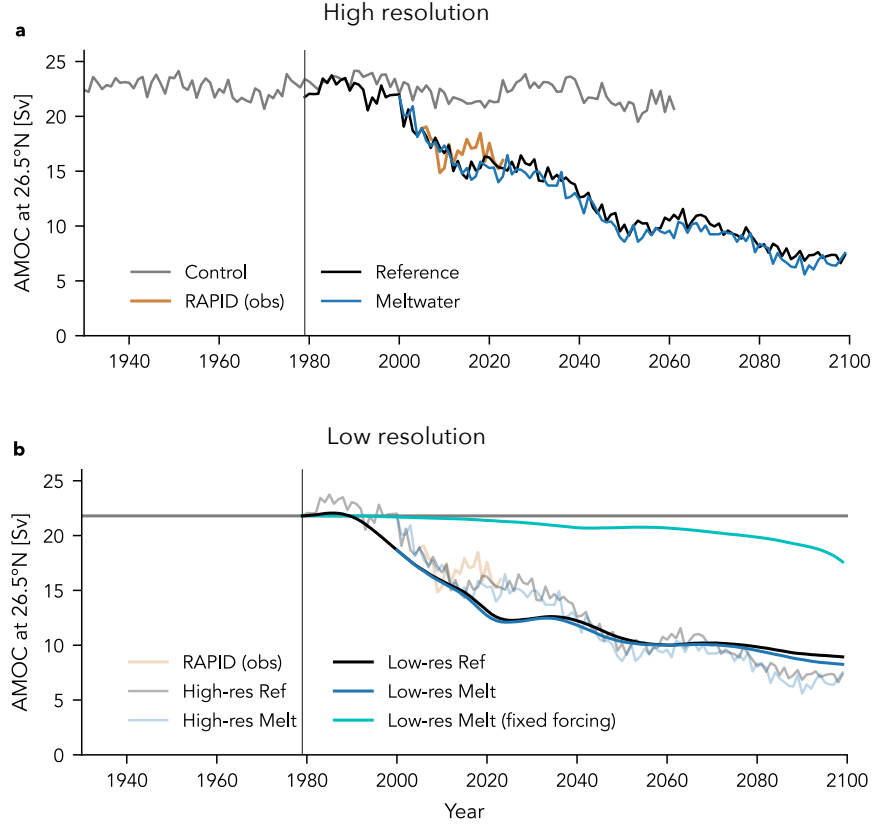 High resolution
a
AMOC at 26.5°N [Sv]
25
20
15
10
5
0
Control
RAPID (obs)
Reference
Meltwater
1940 1960 1980 2000 2020 2040 2060 2080 2100
Low resolution
b
AMOC at 26.5°N [Sv]
25
20
15
10
5
0
RAPID (obs)
High-res Ref
High-res Melt
Low-res Ref
Low-res Melt
Low-res Melt (fixed forcing)
1940 1960 1980 2000 2020 2040 2060 2080 2100
Year